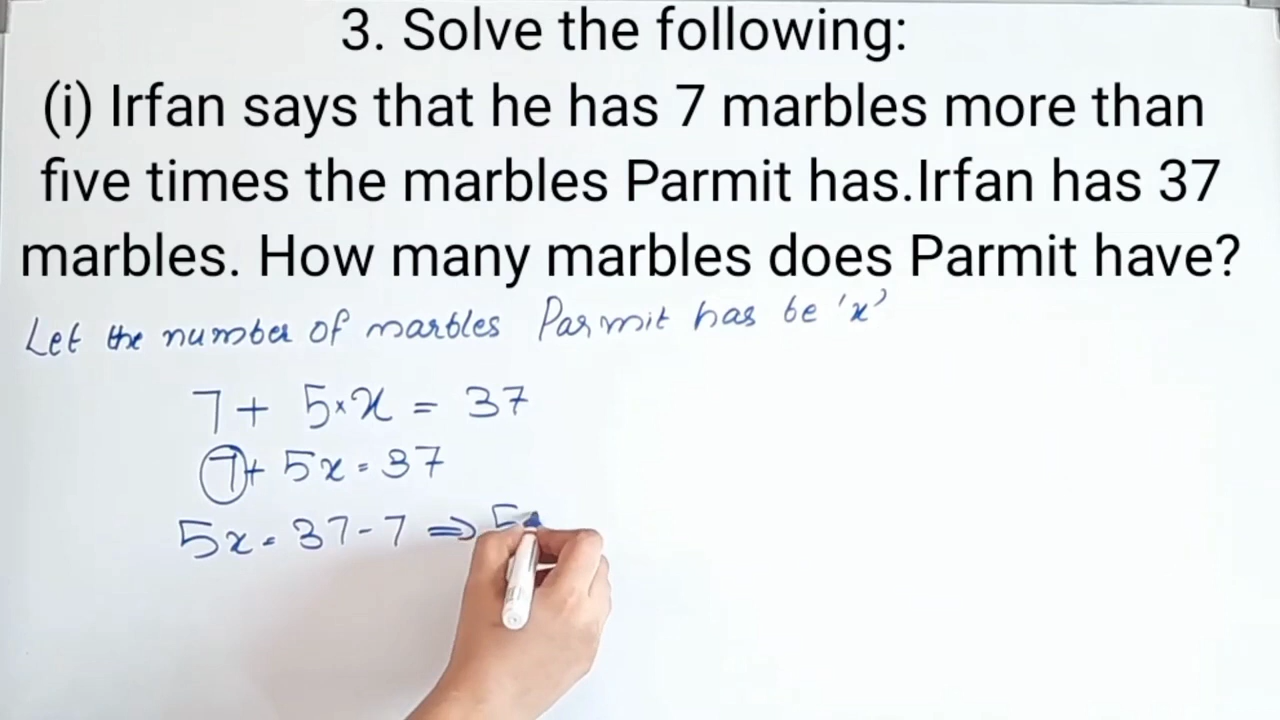 3. Solve the following:
(i) Irfan says that he has 7 marbles more than
five times the marbles Parmit has.Irfan has 37
marbles. How many marbles does Parmit have?
Let the number of marbles Parmit has be 'x'
7 + 5 × x = 37
7 + 5x = 37
5x = 37 - 7 ⇒ 5